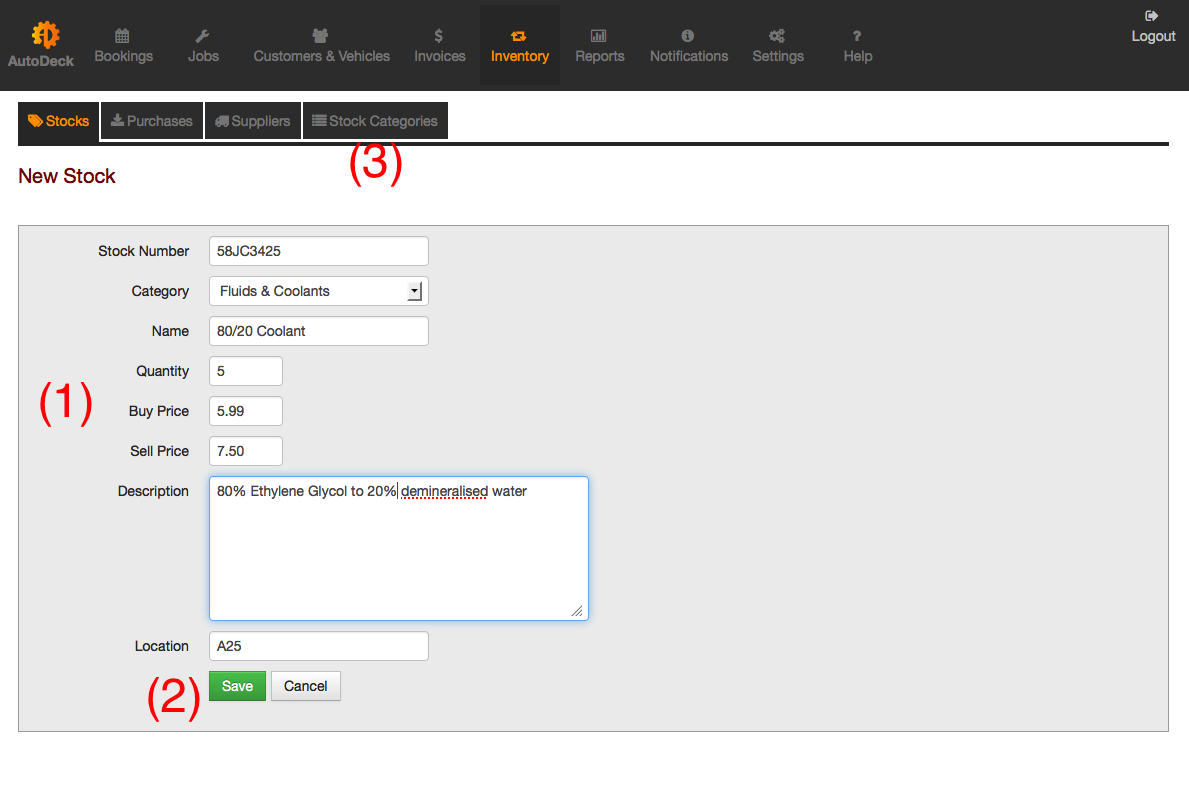 Logout
AutoDeck Bookings Jobs Customers & Vehicles Invoices Inventory Reports Notifications Settings Help
Stocks Purchases Suppliers Stock Categories
(3)
New Stock
Stock Number 58JC3425
Category Fluids & Coolants
Name 80/20 Coolant
Quantity 5
(1)
Buy Price 5.99
Sell Price 7.50
Description 80% Ethylene Glycol to 20% demineralised water
Location A25
(2) Save Cancel